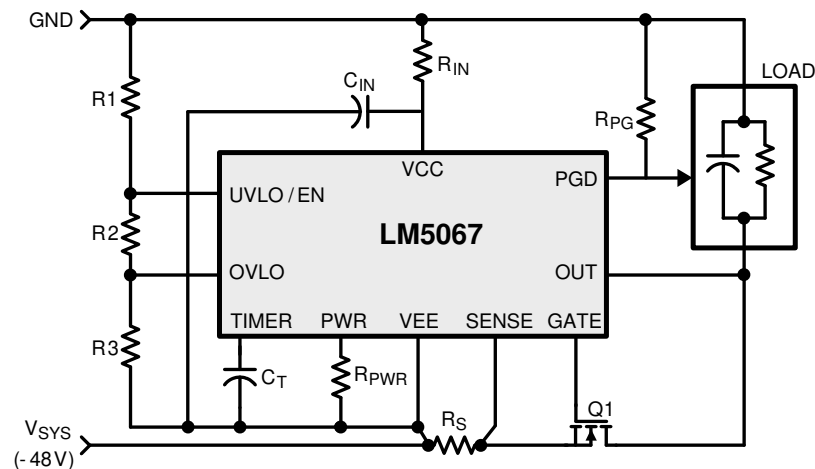 GND
R1
CIN
RIN
RPG
LOAD
VCC
UVLO / EN
PGD
R2
LM5067
OVLO
OUT
TIMER PWR VEE SENSE GATE
R3
CT
RPWR
RS
Q1
VSYS
(- 48 V)